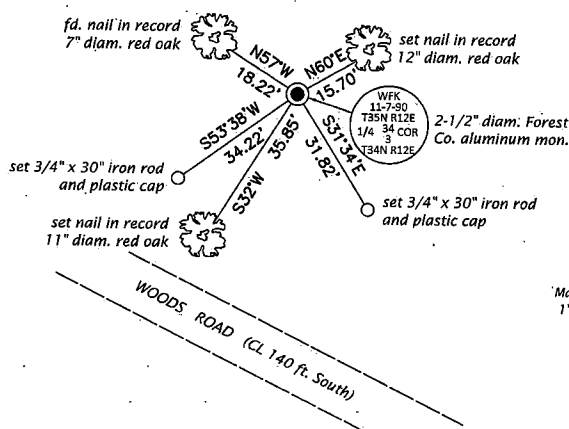 fd. nail in record
7" diam. red oak
N57°W
18.22'
N60°E
15.70'
set nail in record
12" diam. red oak
WFK
11-7-90
T35N R12E
1/4 34 COR
3
T34N R12E
2-1/2" diam. Forest
Co. aluminum mon.
S53°38'W
34.22'
S32°W
35.85'
S31°34'E
31.82'
set 3/4" x 30" iron rod
and plastic cap
set 3/4" x 30" iron rod
and plastic cap
set nail in record
11" diam. red oak
WOODS ROAD (CL 140 ft. South)